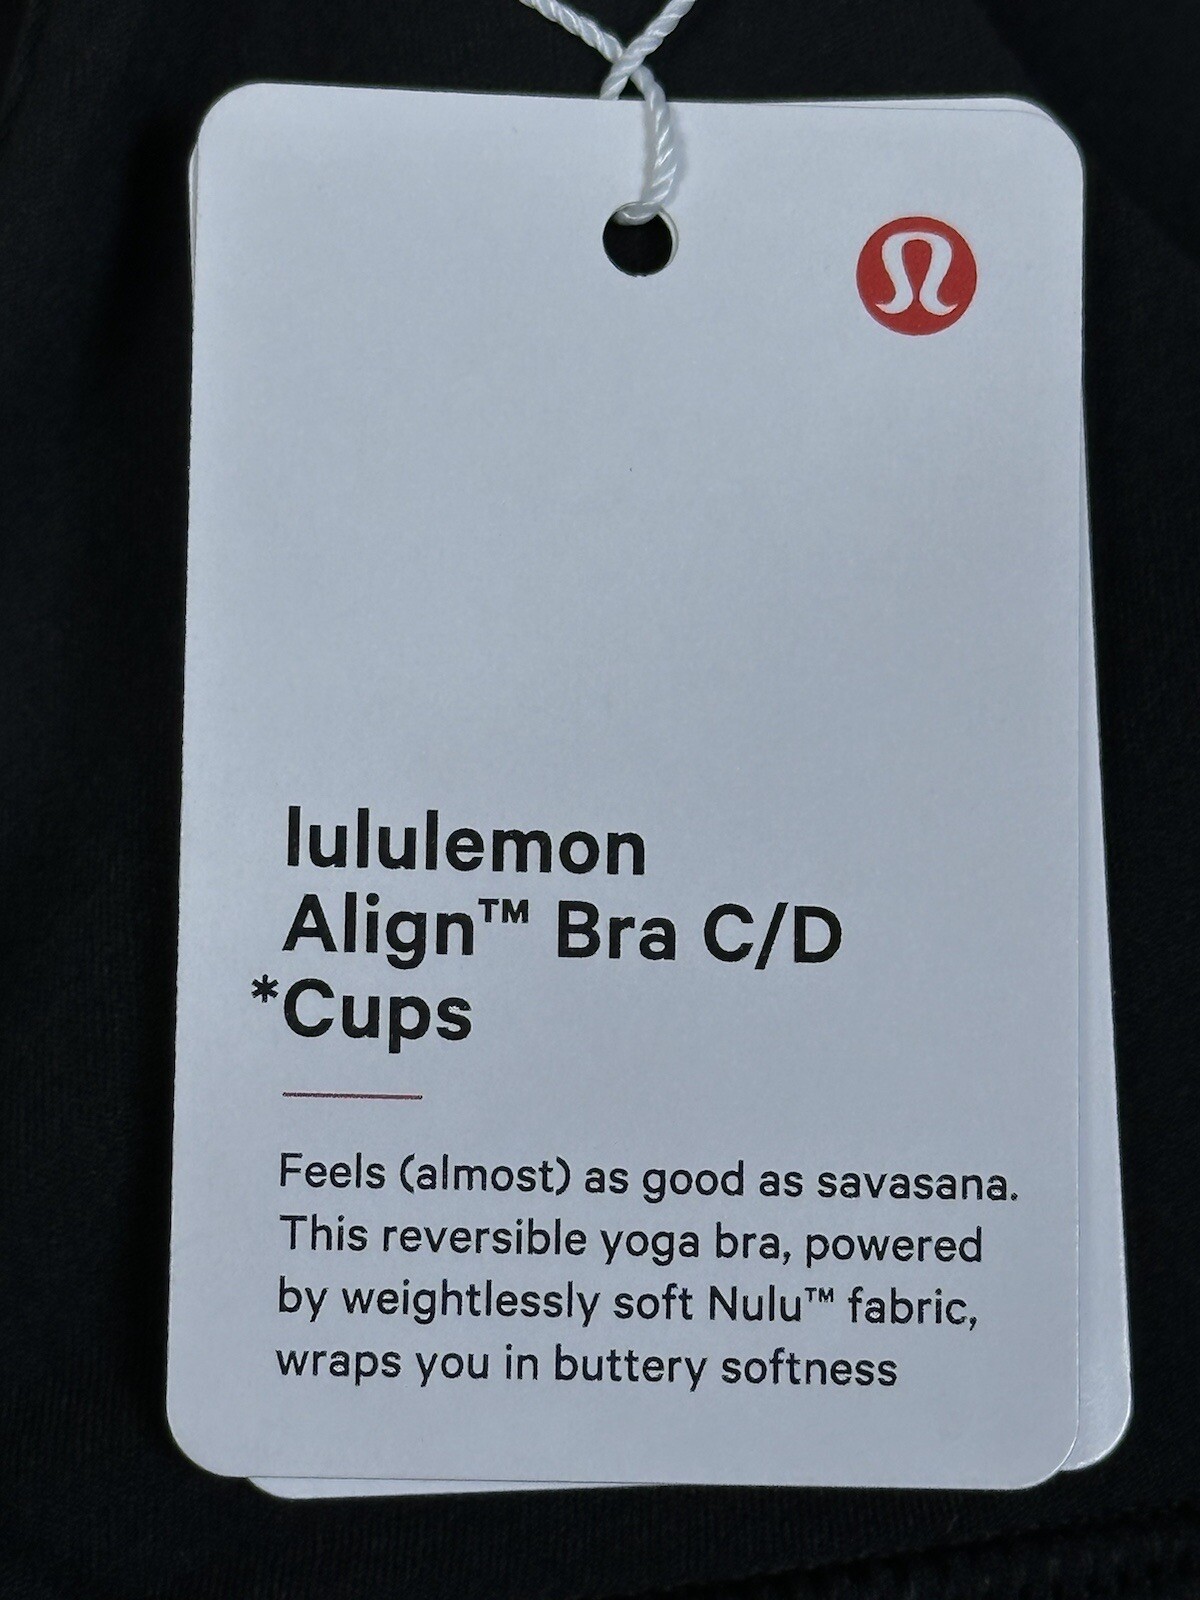 lululemon
Align™ Bra C/D
*Cups
Feels (almost) as good as savasana.
This reversible yoga bra, powered
by weightlessly soft Nulu™ fabric,
wraps you in buttery softness